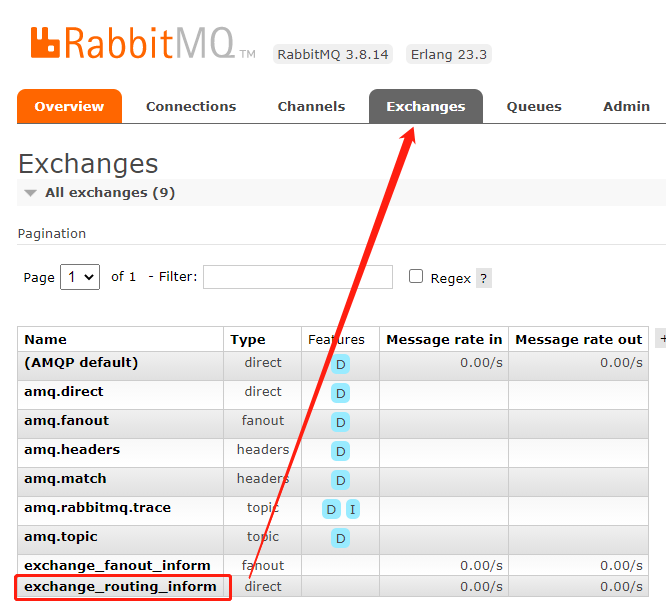 RabbitMQ TM RabbitMQ 3.8.14 Erlang 23.3
Overview Connections Channels Exchanges Queues Admin
Exchanges
All exchanges (9)
Pagination
Page 1 of 1 - Filter: Regex ?
Name Type Features Message rate in Message rate out +
(AMQP default) direct D 0.00/s 0.00/s
amq.direct direct D
amq.fanout fanout D
amq.headers headers D
amq.match headers D
amq.rabbitmq.trace topic D I
amq.topic topic D
exchange_fanout_inform fanout 0.00/s 0.00/s
exchange_routing_inform direct 0.00/s 0.00/s